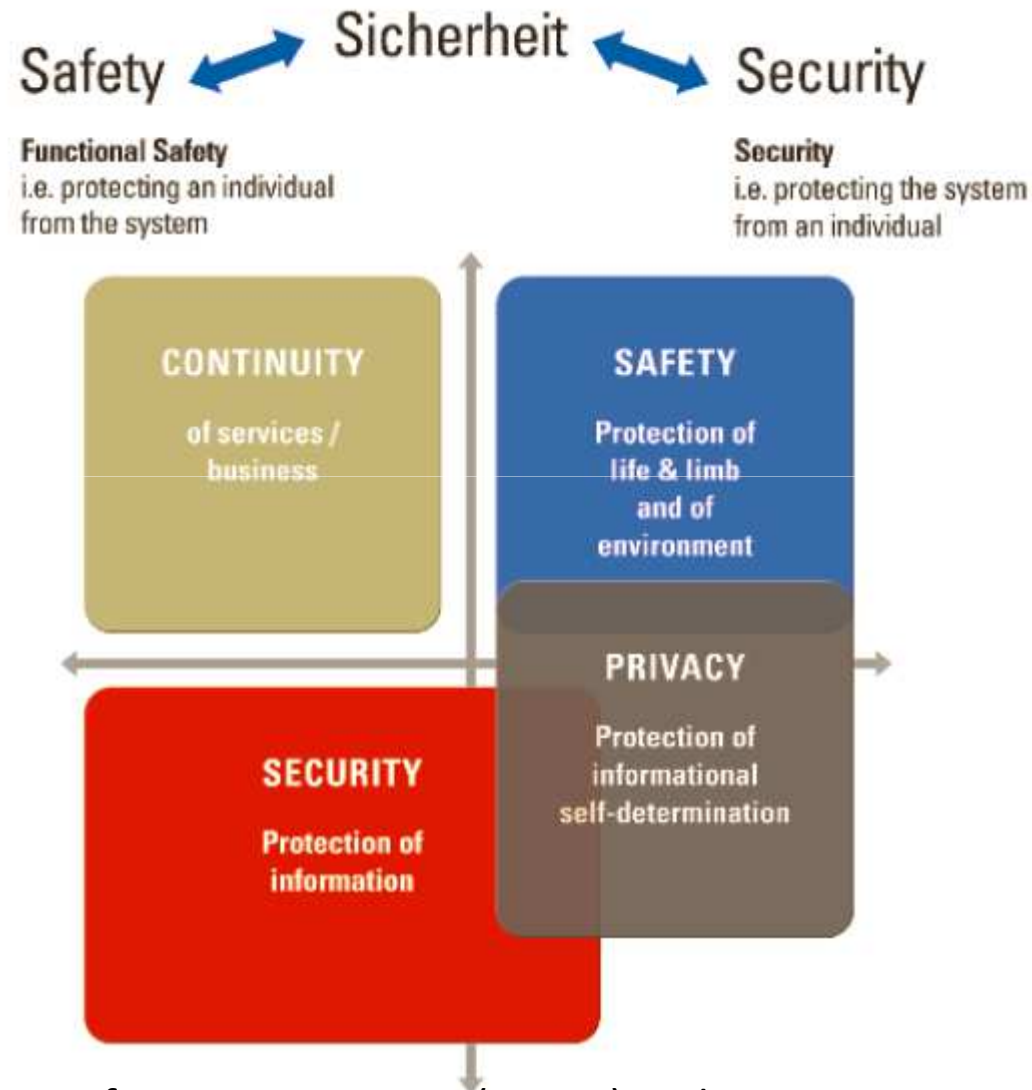 Sicherheit
Safety
Security
Functional Safety
i.e. protecting an individual
from the system
Security
i.e. protecting the system
from an individual
CONTINUITY
of services /
business
SAFETY
Protection of
life & limb
and of
environment
PRIVACY
Protection of
informational
self-determination
SECURITY
Protection of
information